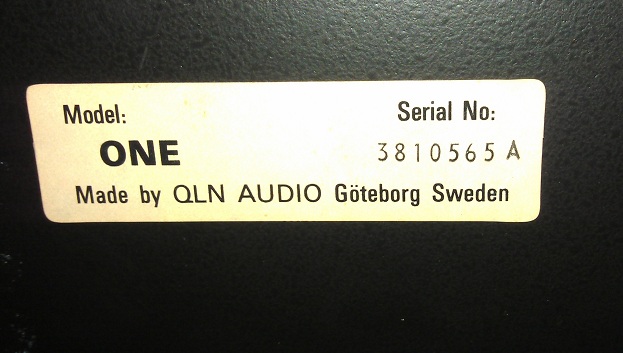 Model: Serial No:
ONE 3810565 A
Made by QLN AUDIO Göteborg Sweden